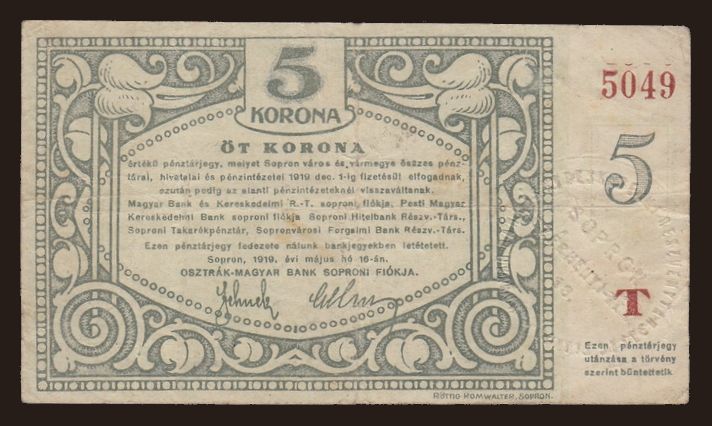 5
KORONA
ÖT KORONA
értékű pénztárjegy, melyet Sopron város és vármegye összes pénz-
tárai, hivatalai és pénzintézetei 1919 dec. 1-ig fizetésül elfogadnak,
azután pedig az alanti pénzintézeteknél visszaváltanak.
Magyar Bank és Kereskedelmi R.-T. soproni fiókja, Pesti Magyar
Kereskedelmi Bank soproni fiókja Soproni Hitelbank Részv.-Társ.,
Soproni Takarékpénztár, Sopronvárosi Forgalmi Bank Részv.-Társ.
Ezen pénztárjegy fedezete nálunk bankjegyekben letétetett.
Sopron, 1919. évi május hó 16-án.
OSZTRÁK-MAGYAR BANK SOPRONI FIÓKJA.
RÖTTIG ROMWALTER, SOPRON.
5049
5
SOPRON
T
Ezen pénztárjegy
utánzása a törvény
szerint büntettetik.